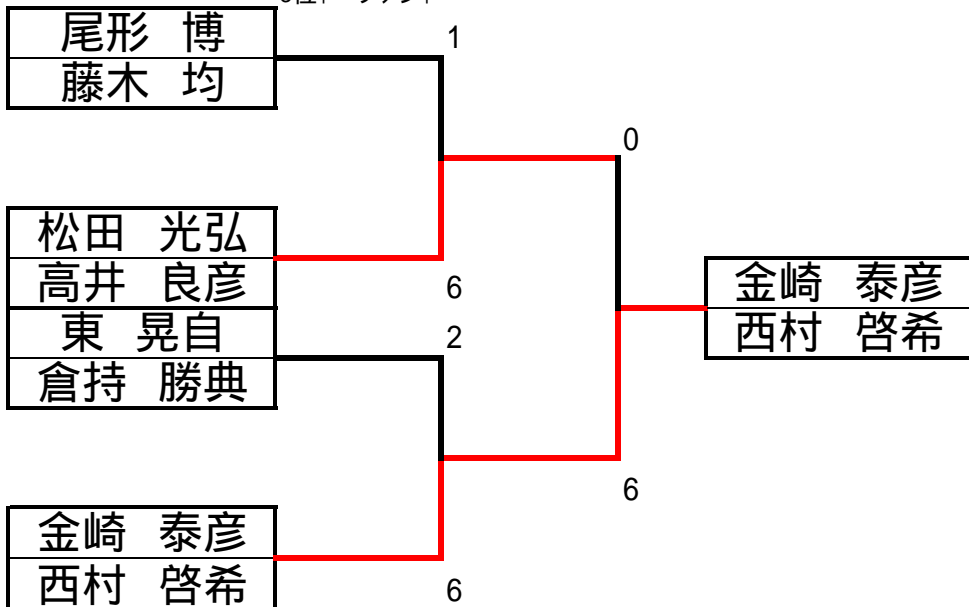 尾形 博
1
藤木 均
0
松田 光弘
高井 良彦
6
金崎 泰彦
東 晃自
2
西村 啓希
倉持 勝典
6
金崎 泰彦
西村 啓希
6